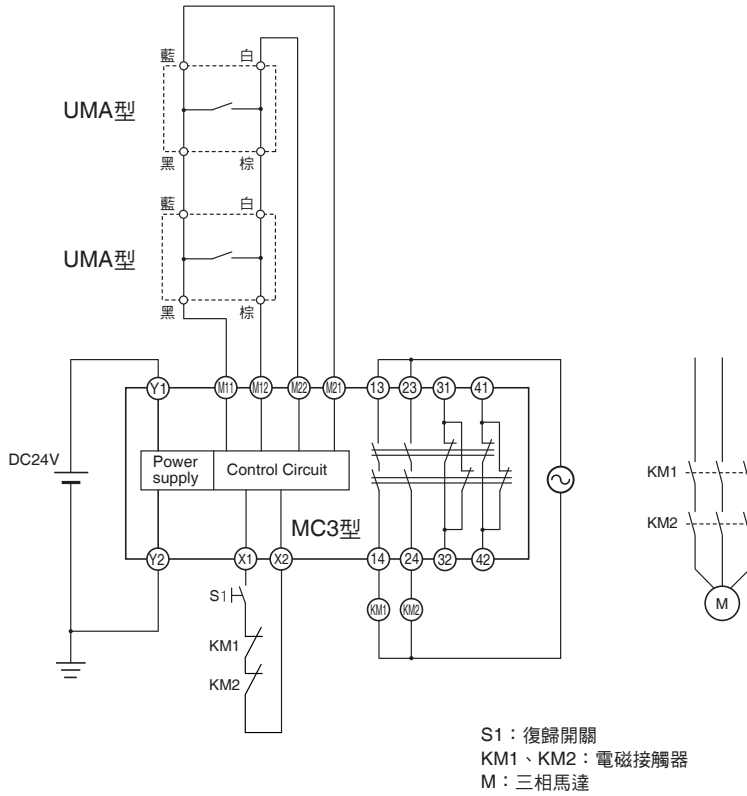 藍 白
UMA型
黑 棕
藍 白
UMA型
黑 棕
Y1 M11 M12 M22 M21 13 23 31 41
DC24V
Power supply
Control Circuit
MC3型
Y2 X1 X2 14 24 32 42
S1
KM1
KM2
KM1 KM2
KM1
KM2
M
S1：復歸開關
KM1、KM2：電磁接觸器
M：三相馬達